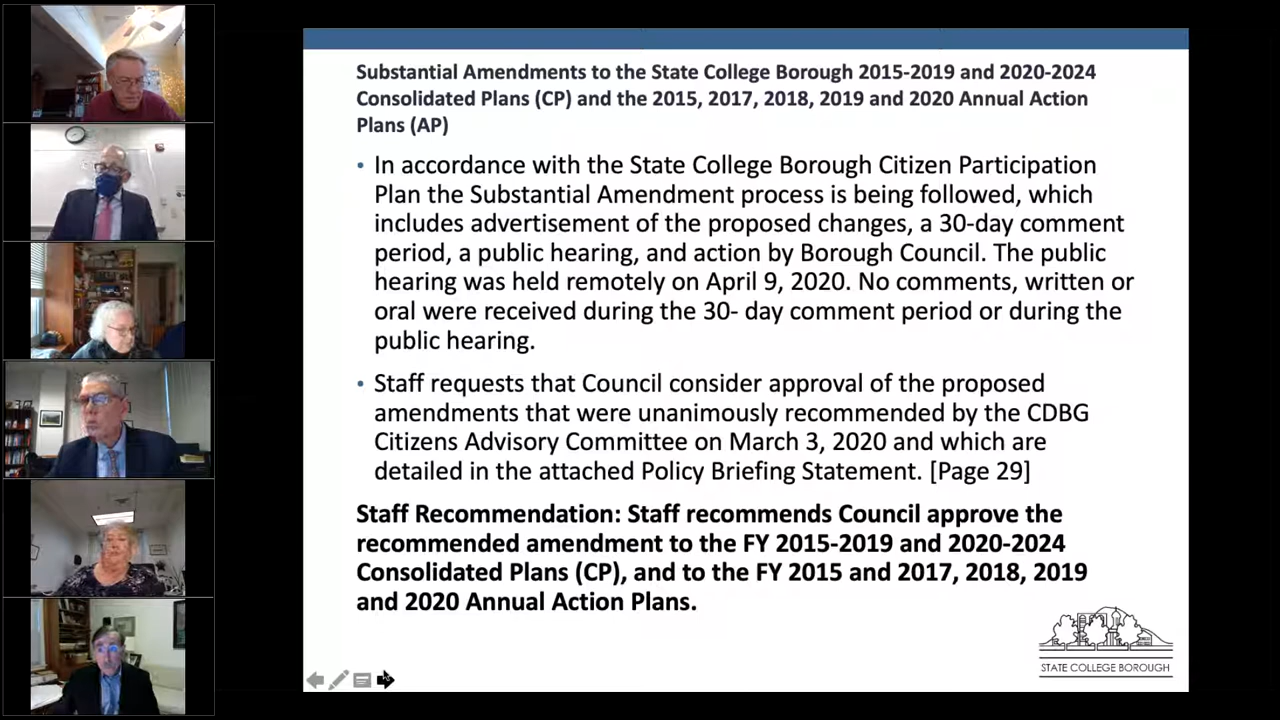 Substantial Amendments to the State College Borough 2015-2019 and 2020-2024
Consolidated Plans (CP) and the 2015, 2017, 2018, 2019 and 2020 Annual Action
Plans (AP)
• In accordance with the State College Borough Citizen Participation
Plan the Substantial Amendment process is being followed, which
includes advertisement of the proposed changes, a 30-day comment
period, a public hearing, and action by Borough Council. The public
hearing was held remotely on April 9, 2020. No comments, written or
oral were received during the 30- day comment period or during the
public hearing.
• Staff requests that Council consider approval of the proposed
amendments that were unanimously recommended by the CDBG
Citizens Advisory Committee on March 3, 2020 and which are
detailed in the attached Policy Briefing Statement. [Page 29]
Staff Recommendation: Staff recommends Council approve the
recommended amendment to the FY 2015-2019 and 2020-2024
Consolidated Plans (CP), and to the FY 2015 and 2017, 2018, 2019
and 2020 Annual Action Plans.
STATE COLLEGE BOROUGH